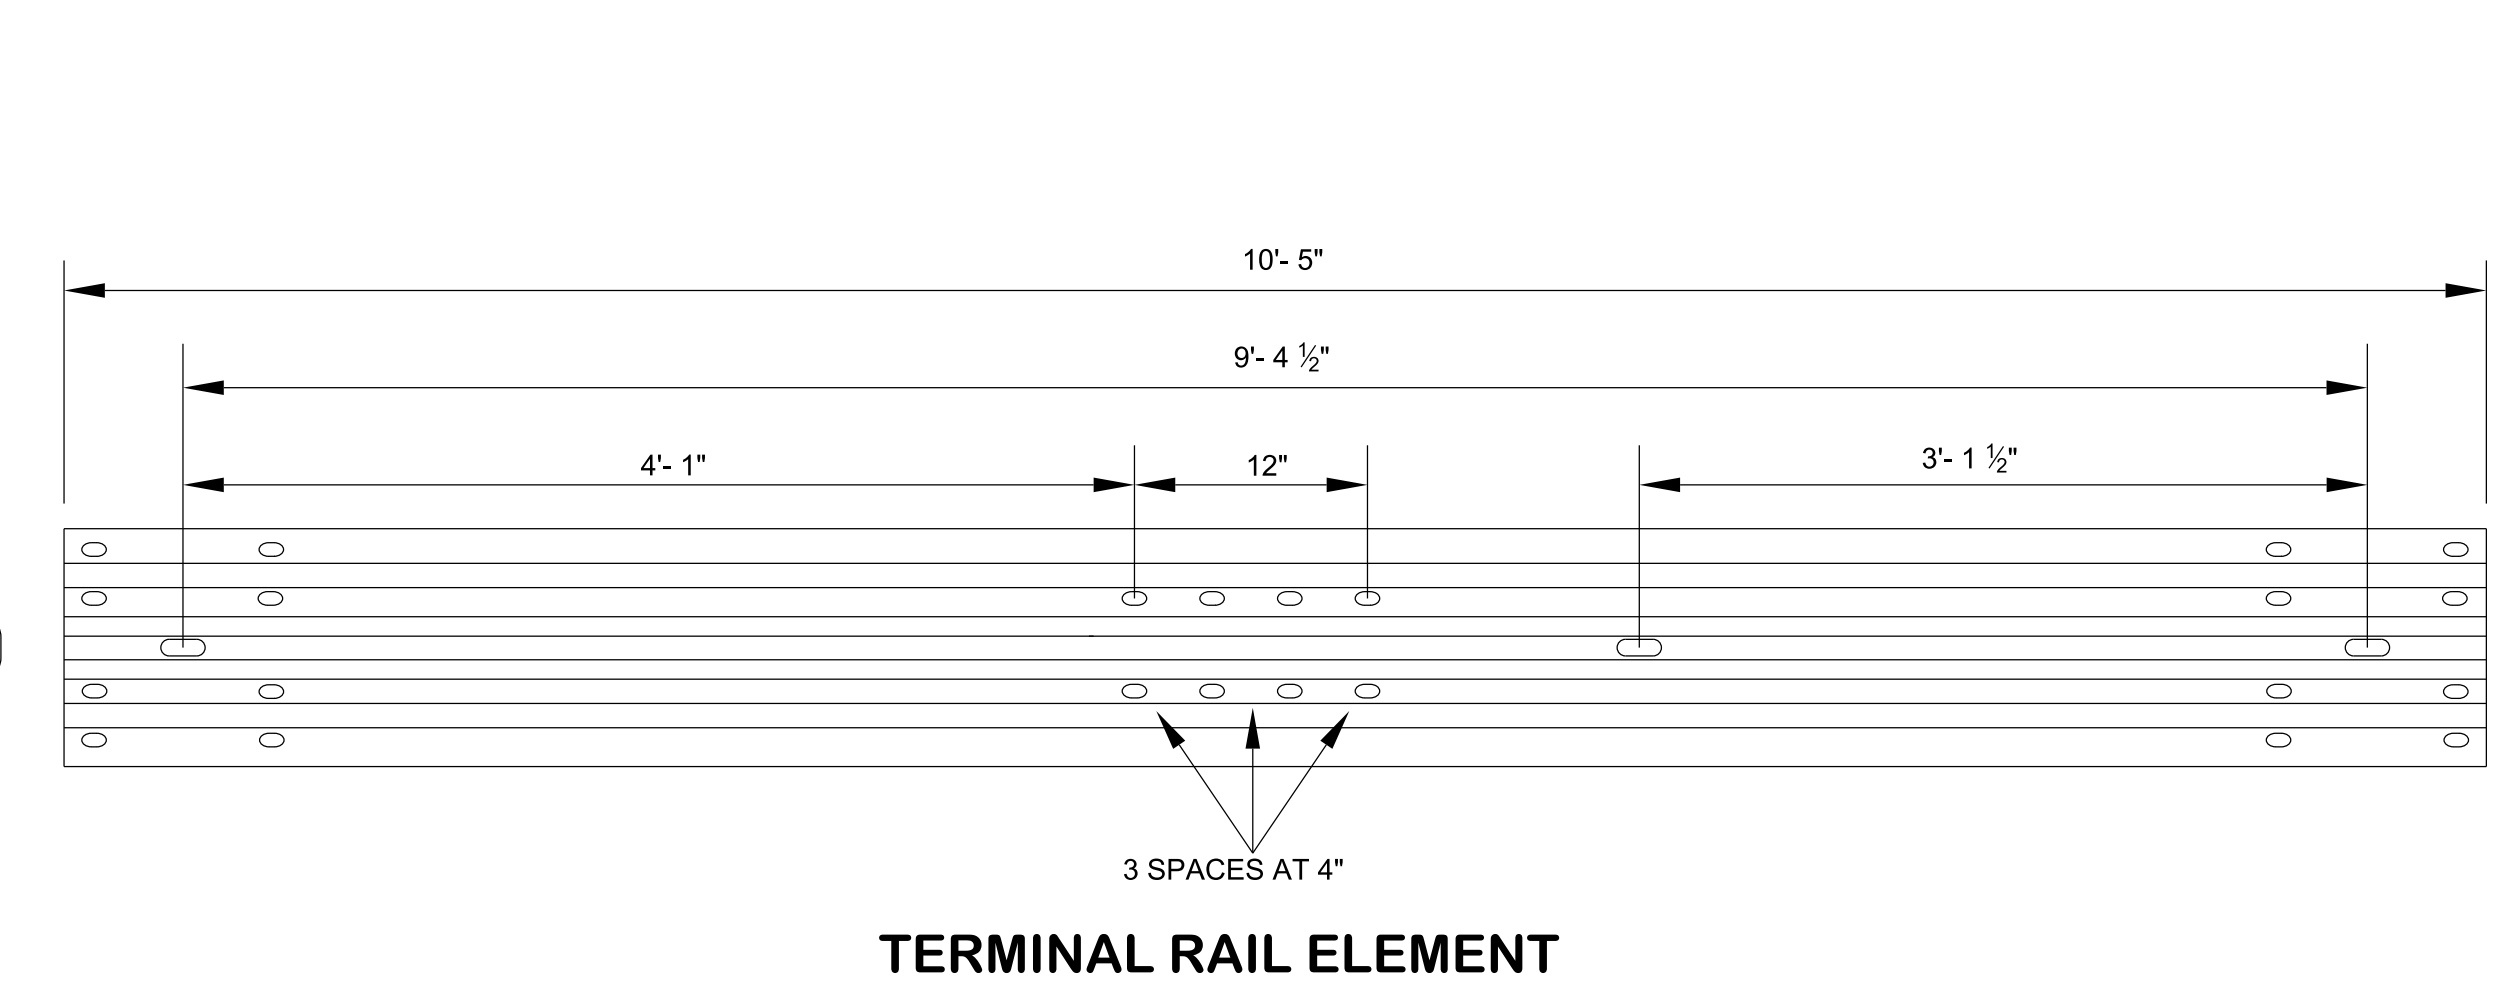 10'- 5"
9'- 4 1/2"
4'- 1"
12"
3'- 1 1/2"
3 SPACES AT 4"
TERMINAL RAIL ELEMENT